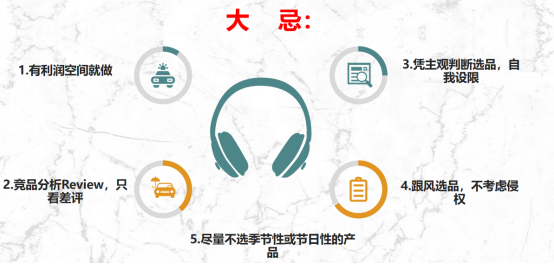 大 忌:
1.有利润空间就做
3.凭主观判断选品，自
我设限
2.竞品分析Review，只
看差评
4.跟风选品，不考虑侵
权
5.尽量不选季节性或节日性的产
品